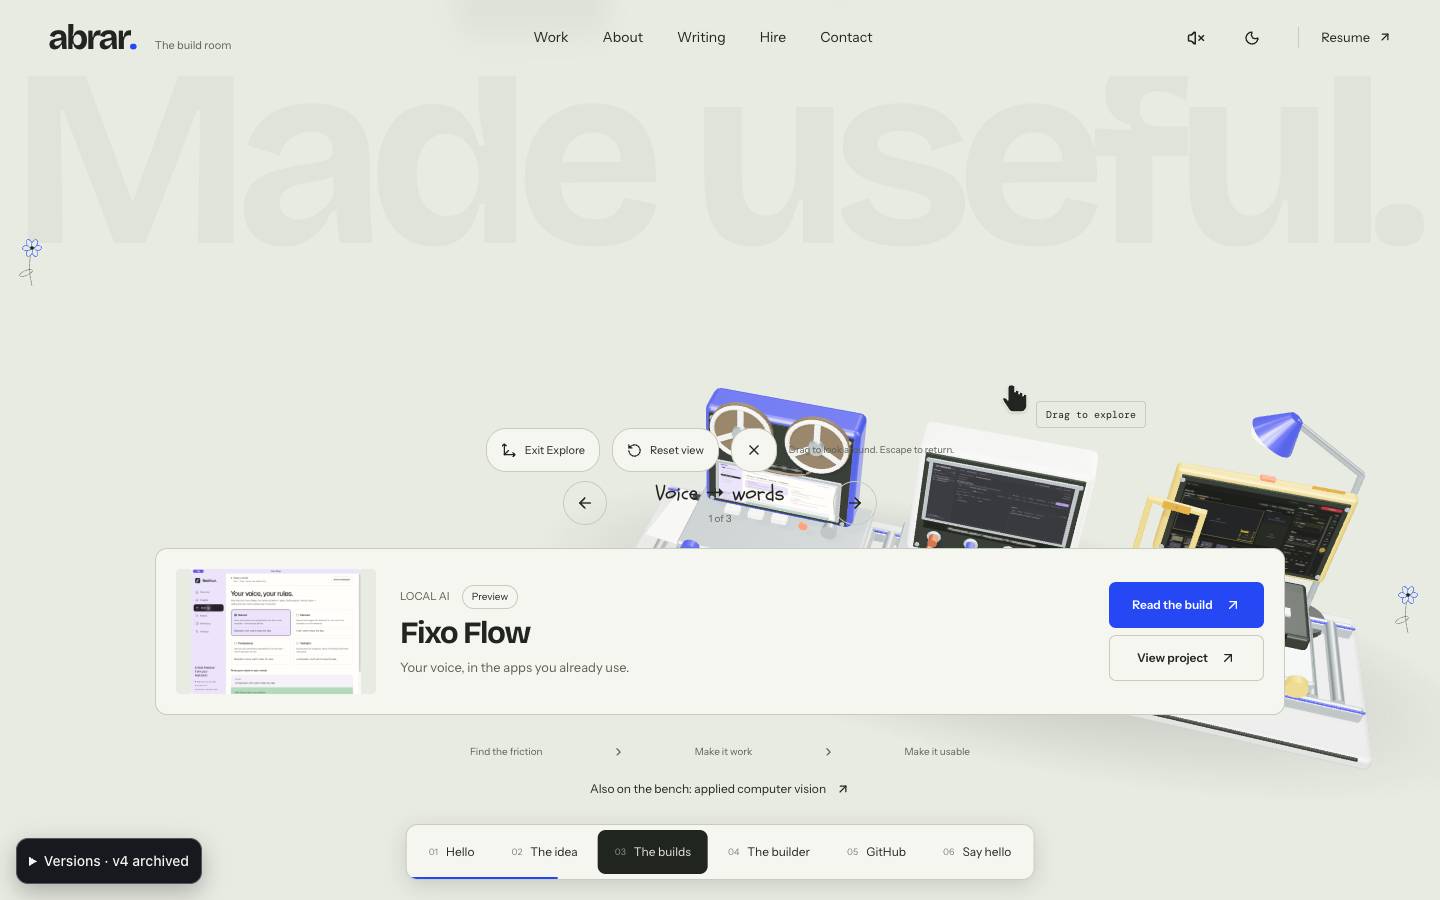 abrar.
The build room
Work
About
Writing
Hire
Contact
Resume
Made useful.
Drag to explore
Exit Explore
Reset view
Drag to look around. Escape to return.
Voice → words
1 of 3
Your voice, your rules.
LOCAL AI
Preview
Fixo Flow
Your voice, in the apps you already use.
Read the build
View project
Find the friction
Make it work
Make it usable
Also on the bench: applied computer vision
Versions · v4 archived
01 Hello
02 The idea
03 The builds
04 The builder
05 GitHub
06 Say hello